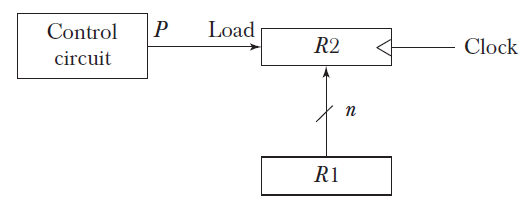 Control
circuit
P
Load
R2
Clock
n
R1